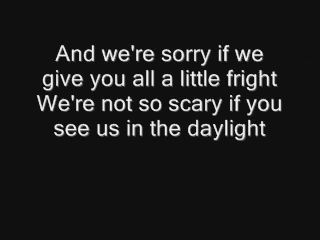 And we're sorry if we
give you all a little fright
We're not so scary if you
see us in the daylight